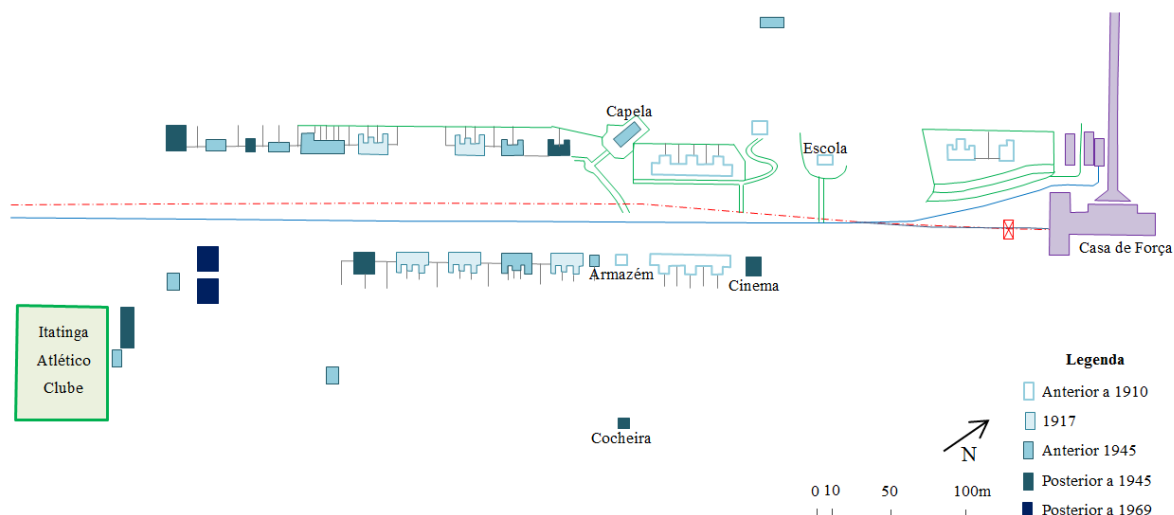 Capela
Escola
Casa de Força
Armazém
Cinema
Itatinga
Atlético
Clube
Cocheira
N
0 10 50 100m
Legenda
Anterior a 1910
1917
Anterior 1945
Posterior a 1945
Posterior a 1969